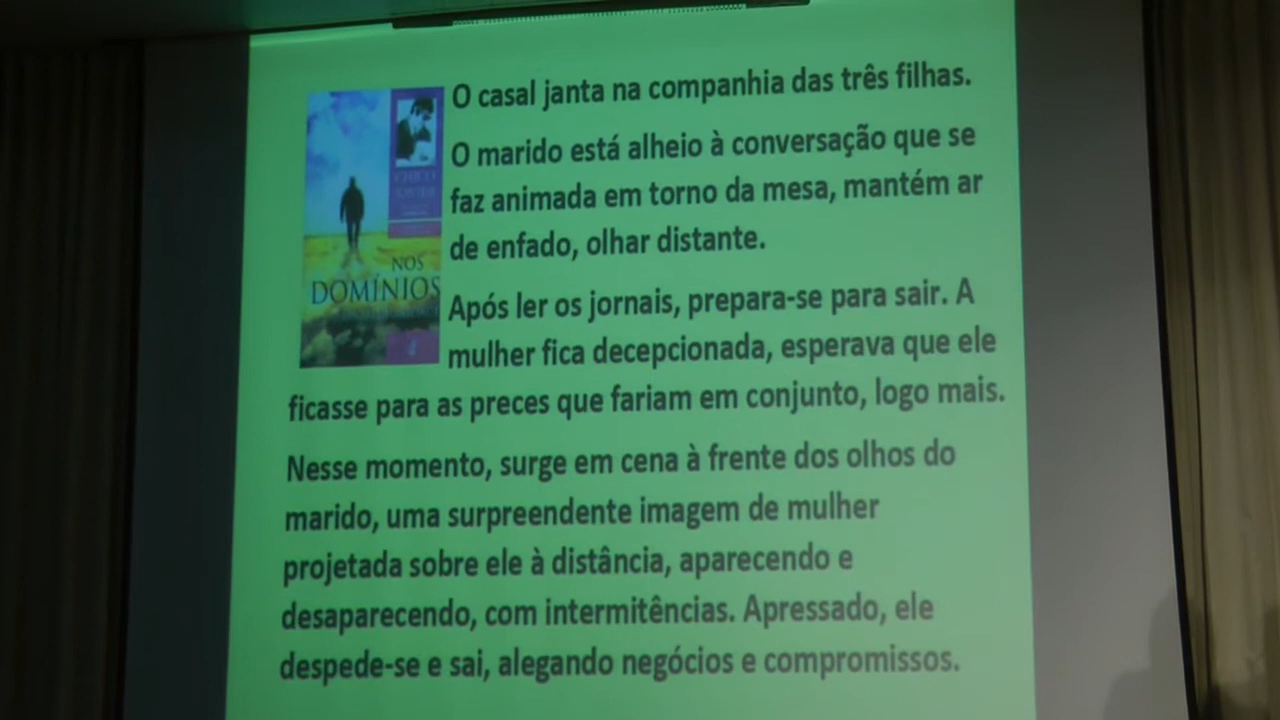 O casal janta na companhia das três filhas.
O marido está alheio à conversação que se
faz animada em torno da mesa, mantém ar
de enfado, olhar distante.
Após ler os jornais, prepara-se para sair. A
mulher fica decepcionada, esperava que ele
ficasse para as preces que fariam em conjunto, logo mais.
Nesse momento, surge em cena à frente dos olhos do
marido, uma surpreendente imagem de mulher
projetada sobre ele à distância, aparecendo e
desaparecendo, com intermitências. Apressado, ele
despede-se e sai, alegando negócios e compromissos.
CHICO
XAVIER
NOS
DOMÍNIOS